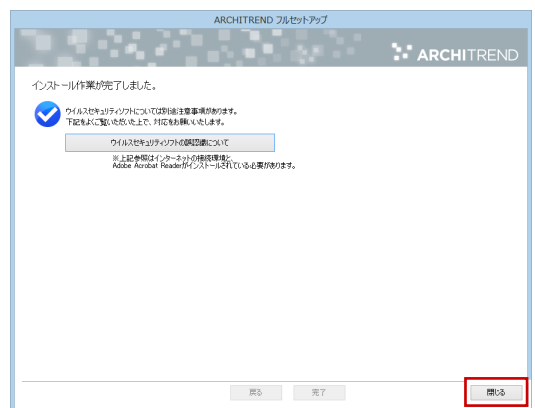 ARCHITREND フルセットアップ
ARCHITREND
インストール作業が完了しました。
ウイルスセキュリティソフトについては別途注意事項があります。
下記をよくご覧いただいた上で、対応をお願いいたします。
ウイルスセキュリティソフトの誤認識について
※上記参照はインターネットの接続環境と、
Adobe Acrobat Readerがインストールされている必要があります。
戻る
完了
閉じる